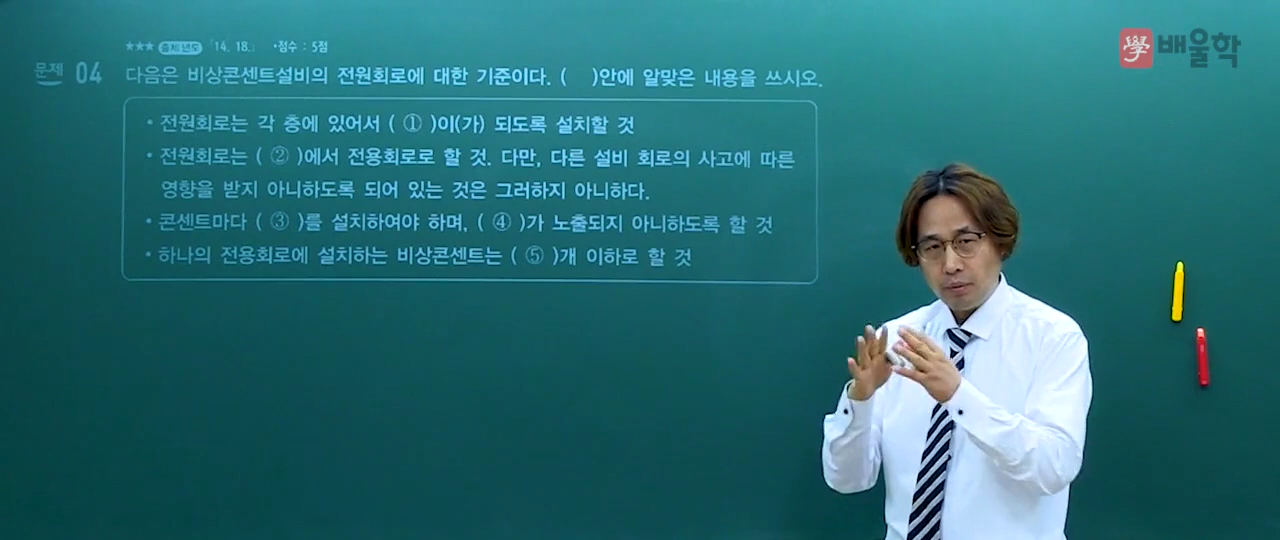 ★★★ 출제년도 「14. 18.」 •점수 : 5점
學 배울학
문제 04 다음은 비상콘센트설비의 전원회로에 대한 기준이다. ( )안에 알맞은 내용을 쓰시오.
• 전원회로는 각 층에 있어서 ( ① )이(가) 되도록 설치할 것
• 전원회로는 ( ② )에서 전용회로로 할 것. 다만, 다른 설비 회로의 사고에 따른
영향을 받지 아니하도록 되어 있는 것은 그러하지 아니하다.
• 콘센트마다 ( ③ )를 설치하여야 하며, ( ④ )가 노출되지 아니하도록 할 것
• 하나의 전용회로에 설치하는 비상콘센트는 ( ⑤ )개 이하로 할 것